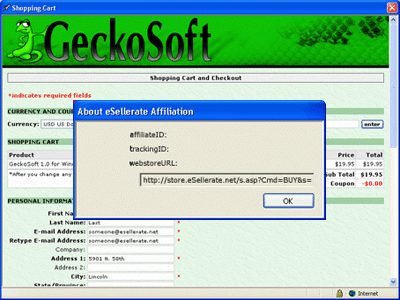 Shopping Cart
GeckoSoft
Shopping Cart and Checkout
*indicates required fields
CURRENCY AND COU
Currency: USD US Do
enter
About eSellerate Affiliation
affiliateID:
trackingID:
webstoreURL:
http://store.eSellerate.net/s.asp?Cmd=BUY&s=
OK
SHOPPING CART
Product Price Total
GeckoSoft 1.0 for Win $19.95 $19.95
*After you change any ub Total $19.95
Coupon -$0.00
PERSONAL INFORMA
First Na
Last Name: Last *
E-mail Address: someone@esellerate.net *
Retype E-mail Address: someone@esellerate.net *
Company:
Address 1: 5901 N. 58th *
Address 2:
City: Lincoln *
State/Province:
Internet